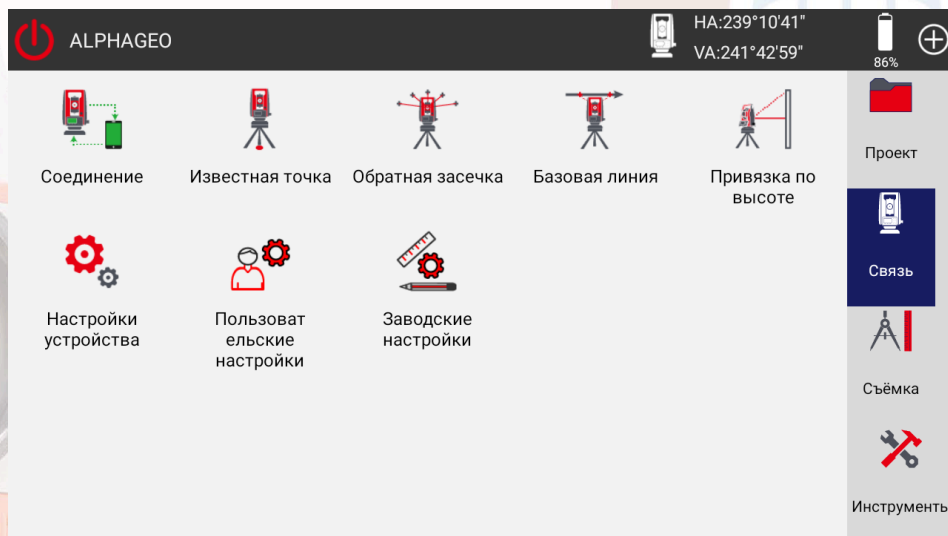 ALPHAGEO
HA:239°10'41"
VA:241°42'59"
86%
Соединение
Известная точка
Обратная засечка
Базовая линия
Привязка по
высоте
Настройки
устройства
Пользоват
ельские
настройки
Заводские
настройки
Проект
Связь
Съёмка
Инструменть